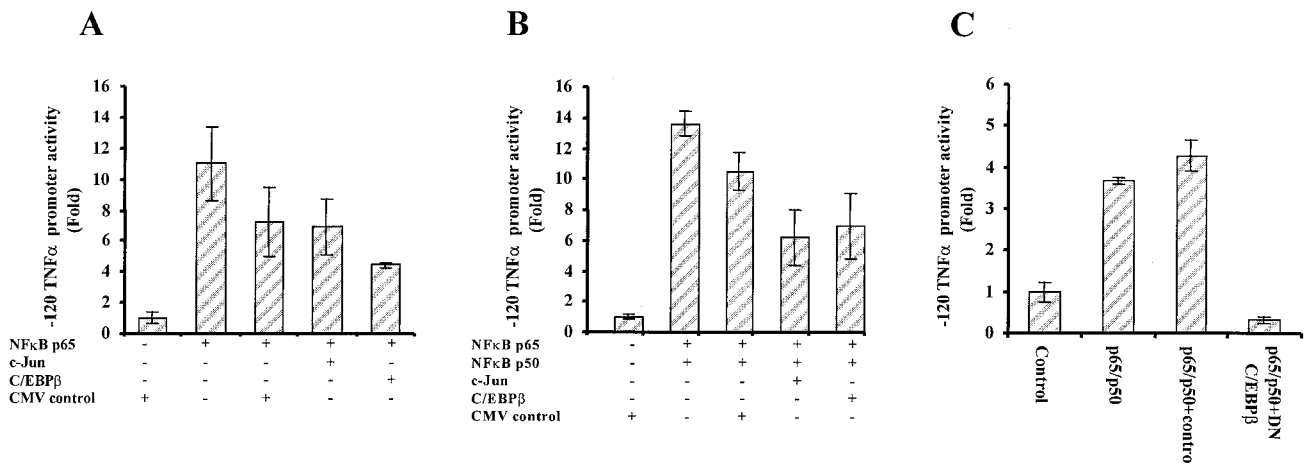 A
-120 TNFα promoter activity
(Fold)
16
14
12
10
8
6
4
2
0
NFκB p65 - + + + +
c-Jun - - - + -
C/EBPβ - - - - +
CMV control + - + - -
B
-120 TNFα promoter activity
(Fold)
16
14
12
10
8
6
4
2
0
NFκB p65 - + + + +
NFκB p50 - + + + +
c-Jun - - - + -
C/EBPβ - - - - +
CMV control + - + - -
C
-120 TNFα promoter activity
(Fold)
6
5
4
3
2
1
0
Control
p65/p50
p65/p50+contro
p65/p50+DN
C/EBPβ